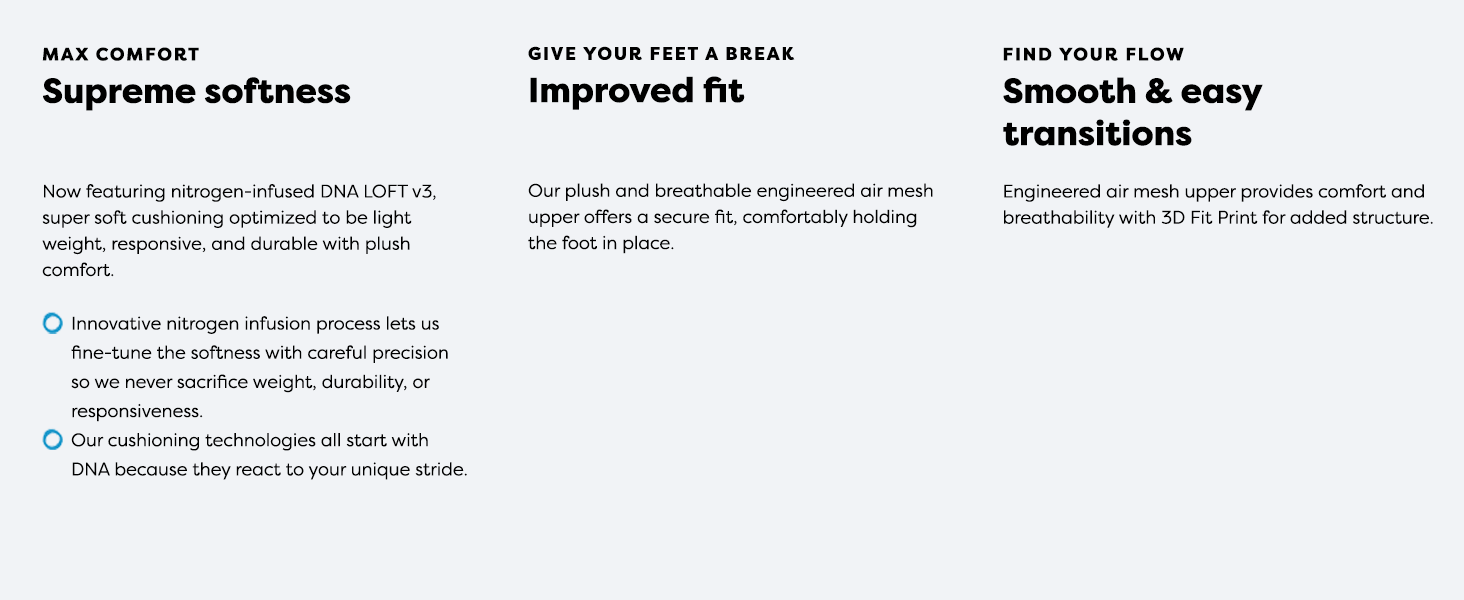 MAX COMFORT
Supreme softness
Now featuring nitrogen-infused DNA LOFT v3,
super soft cushioning optimized to be light
weight, responsive, and durable with plush
comfort.
Innovative nitrogen infusion process lets us
fine-tune the softness with careful precision
so we never sacrifice weight, durability, or
responsiveness.
Our cushioning technologies all start with
DNA because they react to your unique stride.
GIVE YOUR FEET A BREAK
Improved fit
Our plush and breathable engineered air mesh
upper offers a secure fit, comfortably holding
the foot in place.
FIND YOUR FLOW
Smooth & easy
transitions
Engineered air mesh upper provides comfort and
breathability with 3D Fit Print for added structure.